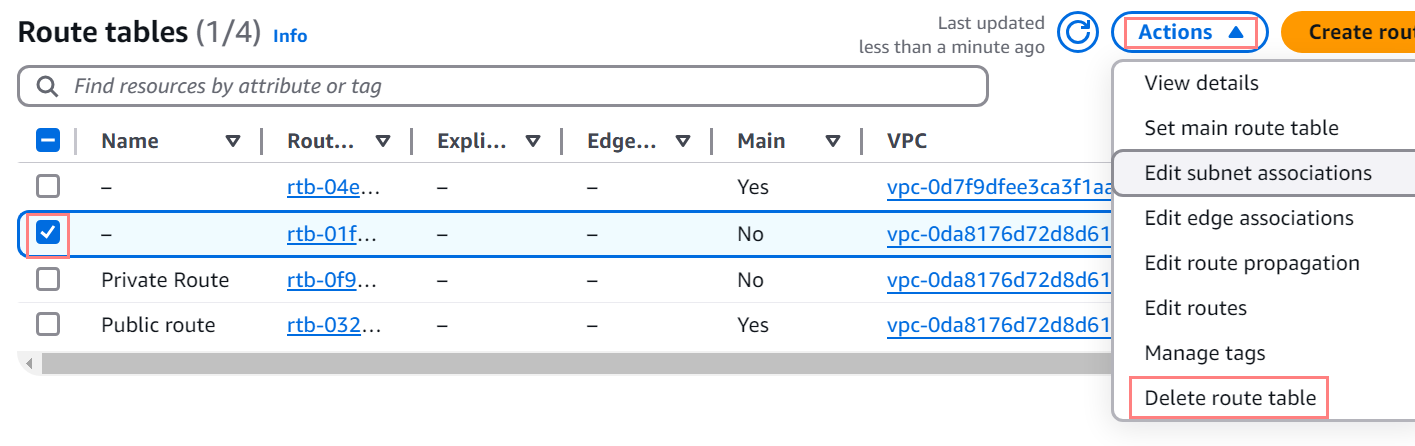 Route tables (1/4) Info
Last updated
less than a minute ago
Actions
Create rout
Find resources by attribute or tag
Name Rout... Expli... Edge... Main VPC
– rtb-04e... – – Yes vpc-0d7f9dfee3ca3f1aa
– rtb-01f... – – No vpc-0da8176d72d8d61
Private Route rtb-0f9... – – No vpc-0da8176d72d8d61
Public route rtb-032... – – Yes vpc-0da8176d72d8d61
View details
Set main route table
Edit subnet associations
Edit edge associations
Edit route propagation
Edit routes
Manage tags
Delete route table